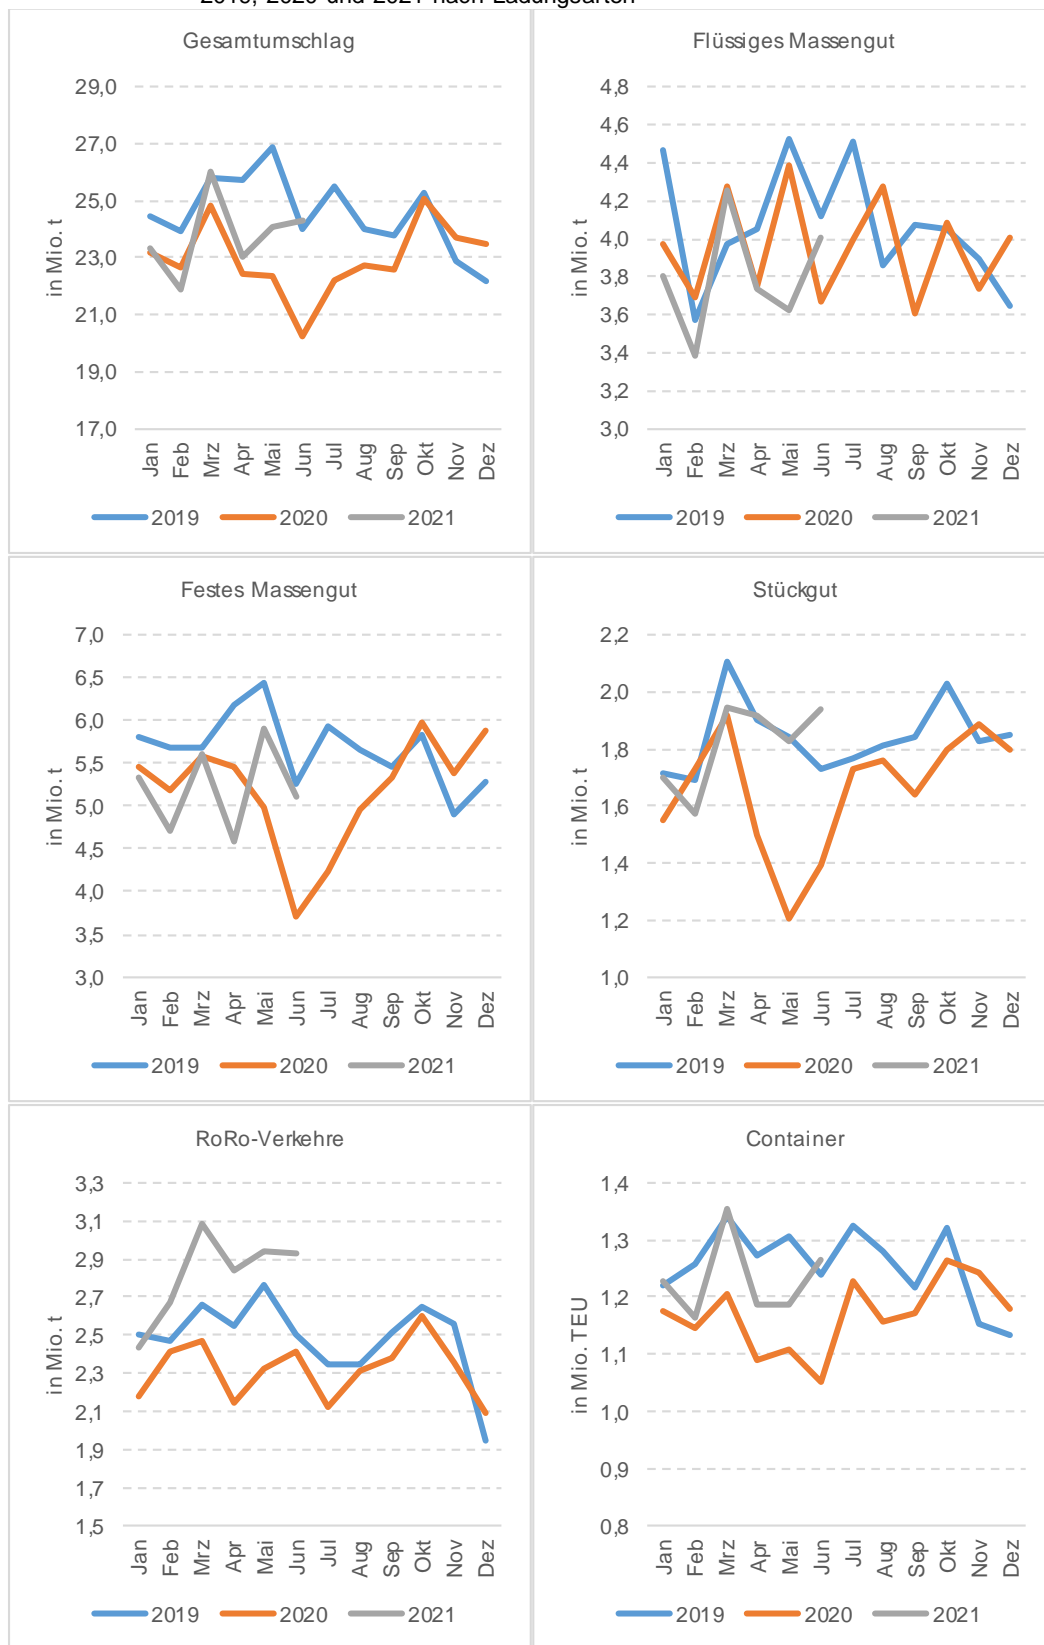 2019, 2020 und 2021 nach Ladungsarten
Gesamtumschlag
in Mio. t
29,0
27,0
25,0
23,0
21,0
19,0
17,0
Jan Feb Mrz Apr Mai Jun Jul Aug Sep Okt Nov Dez
2019 2020 2021
Flüssiges Massengut
in Mio. t
4,8
4,6
4,4
4,2
4,0
3,8
3,6
3,4
3,2
3,0
Jan Feb Mrz Apr Mai Jun Jul Aug Sep Okt Nov Dez
2019 2020 2021
Festes Massengut
in Mio. t
7,0
6,5
6,0
5,5
5,0
4,5
4,0
3,5
3,0
Jan Feb Mrz Apr Mai Jun Jul Aug Sep Okt Nov Dez
2019 2020 2021
Stückgut
in Mio. t
2,2
2,0
1,8
1,6
1,4
1,2
1,0
Jan Feb Mrz Apr Mai Jun Jul Aug Sep Okt Nov Dez
2019 2020 2021
RoRo-Verkehre
in Mio. t
3,3
3,1
2,9
2,7
2,5
2,3
2,1
1,9
1,7
1,5
Jan Feb Mrz Apr Mai Jun Jul Aug Sep Okt Nov Dez
2019 2020 2021
Container
in Mio. TEU
1,4
1,3
1,2
1,1
1,0
0,9
0,8
Jan Feb Mrz Apr Mai Jun Jul Aug Sep Okt Nov Dez
2019 2020 2021